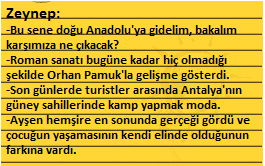 Zeynep:
-Bu sene doğu Anadolu'ya gidelim, bakalım
karşımıza ne çıkacak?
-Roman sanatı bugüne kadar hiç olmadığı
şekilde Orhan Pamuk'la gelişme gösterdi.
-Son günlerde turistler arasında Antalya'nın
güney sahillerinde kamp yapmak moda.
-Ayşen hemşire en sonunda gerçeği gördü ve
çocuğun yaşamasının kendi elinde olduğunun
farkına vardı.